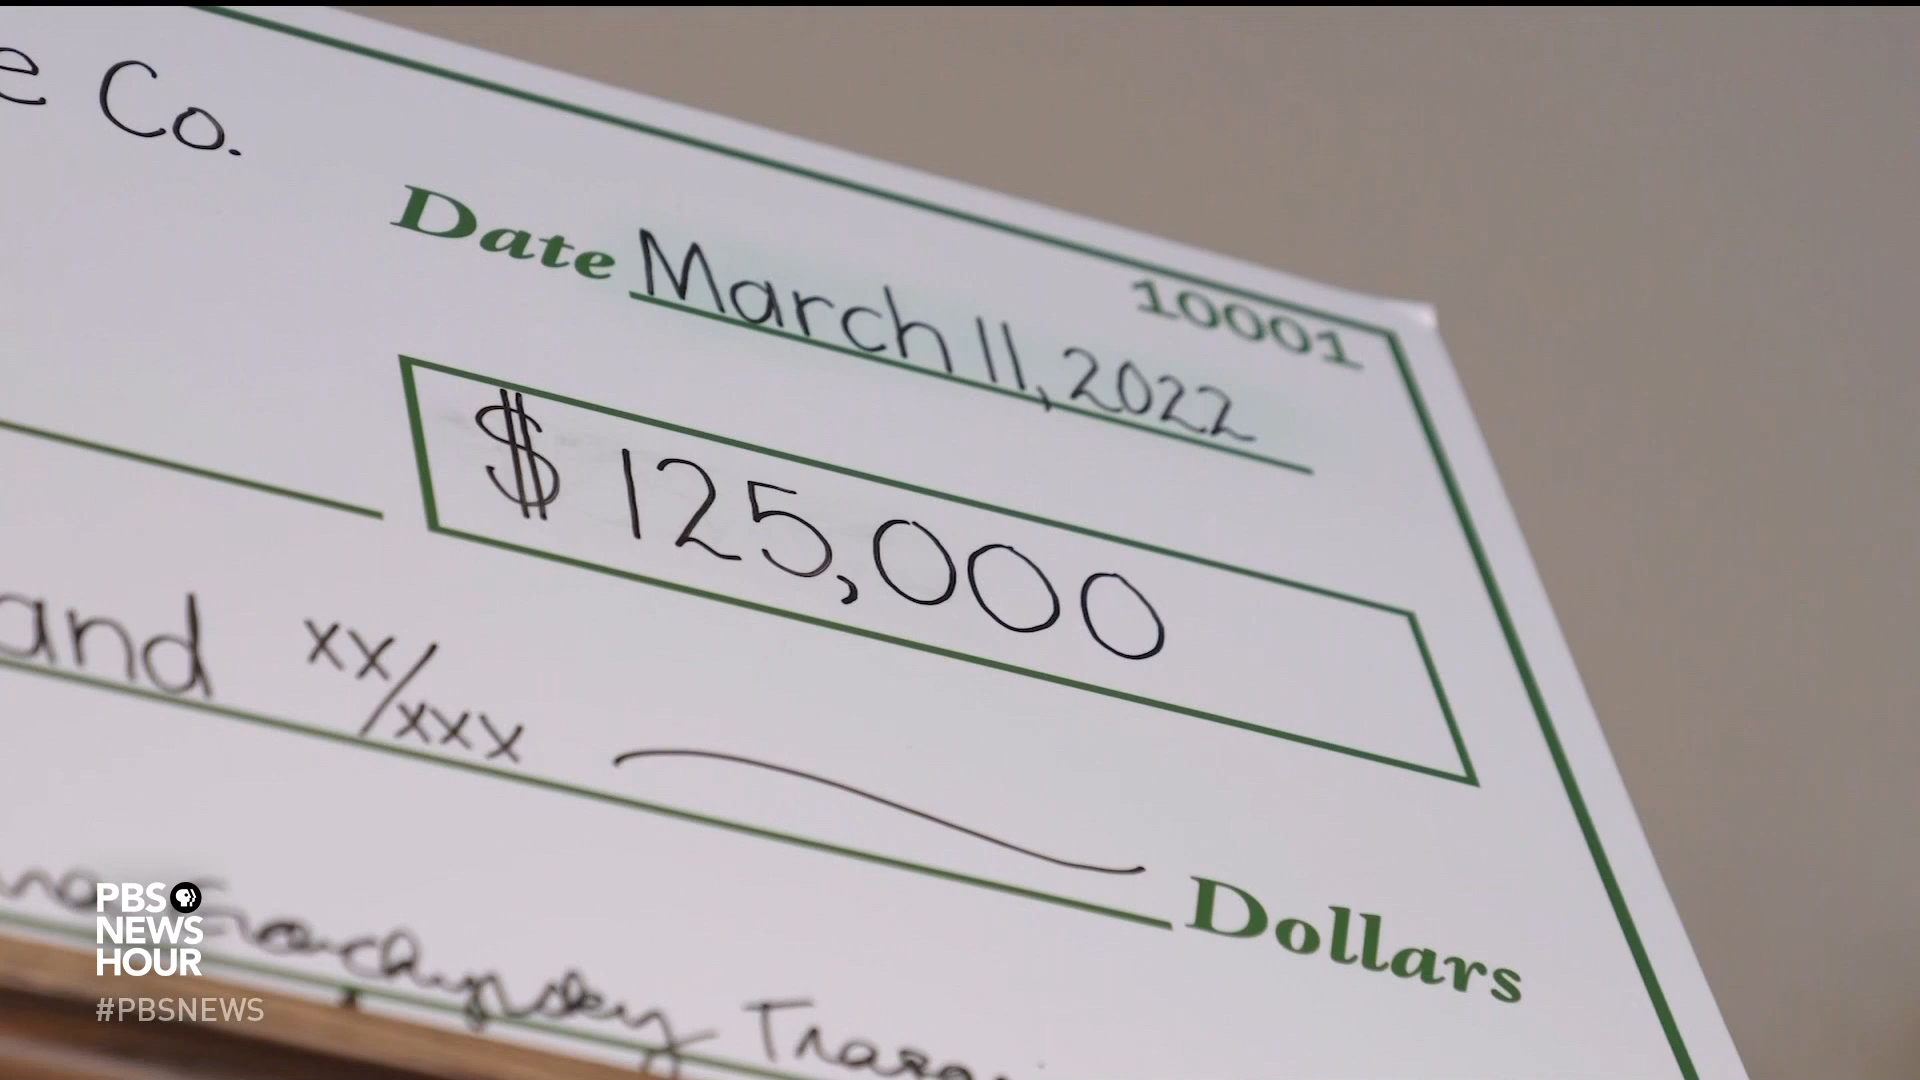 e Co.
Date March 11, 2022
10001
$ 125,000
and xx/xxx
Dollars
PBS
NEWS
HOUR
#PBSNEWS